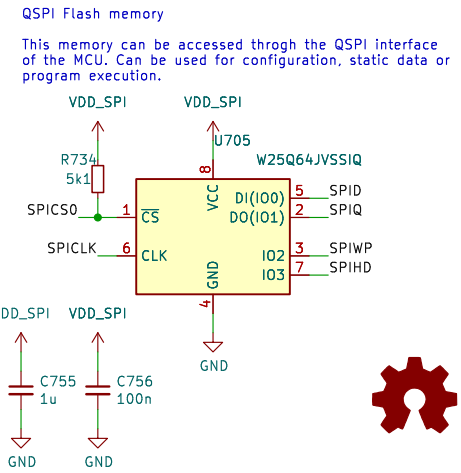 QSPI Flash memory
This memory can be accessed throgh the QSPI interface
of the MCU. Can be used for configuration, static data or
program execution.
VDD_SPI
VDD_SPI
U705
R734
5k1
W25Q64JVSSIQ
8
VCC
SPICS0
1
CS
DI(IO0)
5
SPID
DO(IO1)
2
SPIQ
SPICLK
6
CLK
IO2
3
SPIWP
IO3
7
SPIHD
GND
4
GND
DD_SPI
VDD_SPI
C755
1u
C756
100n
GND
GND